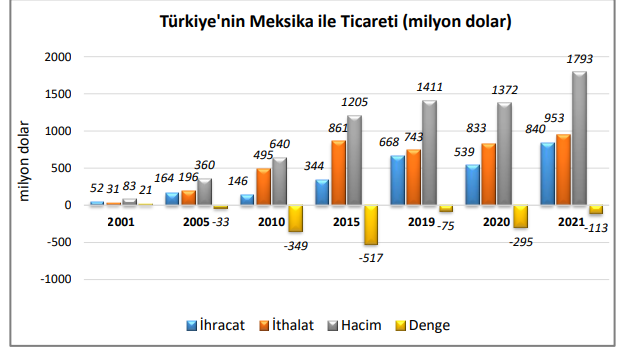 Türkiye'nin Meksika ile Ticareti (milyon dolar)
milyon dolar
2000
1500
1000
500
0
-500
-1000
52 31 83 21
164 196 360 -33
146 495 640 -349
344 861 1205 -517
668 743 1411 -75
539 833 1372 -295
840 953 1793 -113
2001 2005 2010 2015 2019 2020 2021
İhracat İthalat Hacim Denge